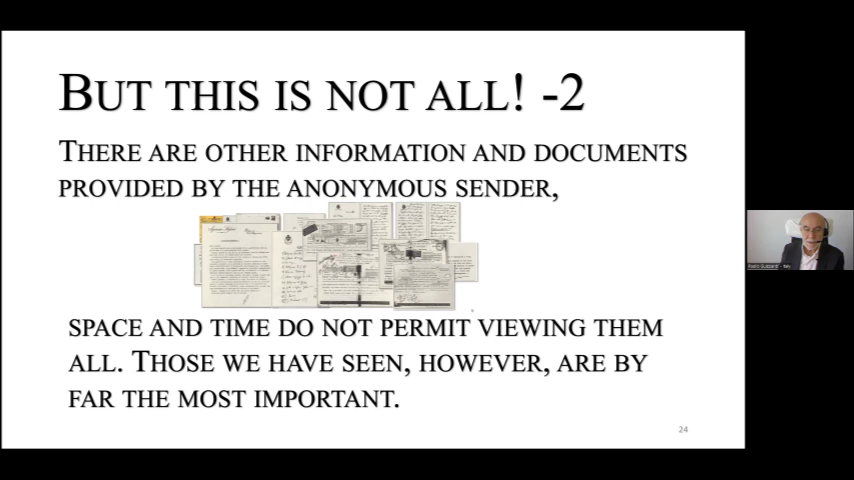 BUT THIS IS NOT ALL! -2
THERE ARE OTHER INFORMATION AND DOCUMENTS
PROVIDED BY THE ANONYMOUS SENDER,
SPACE AND TIME DO NOT PERMIT VIEWING THEM
ALL. THOSE WE HAVE SEEN, HOWEVER, ARE BY
FAR THE MOST IMPORTANT.
24